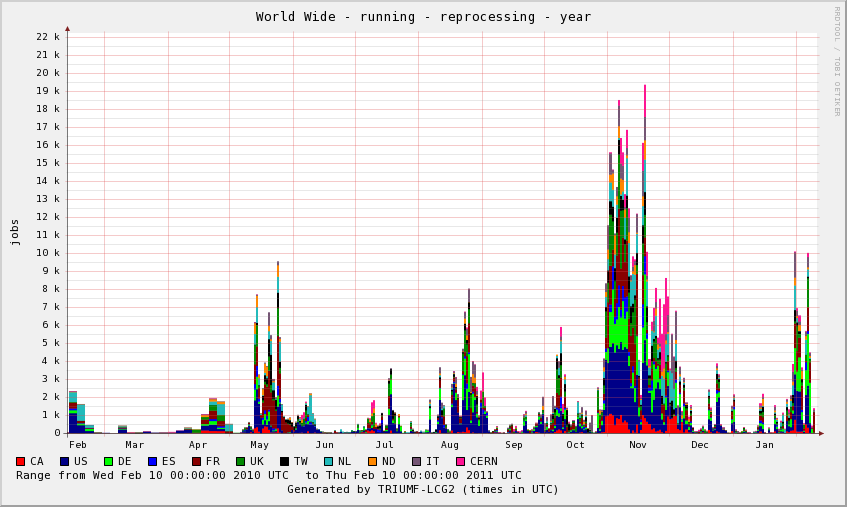 World Wide - running - reprocessing - year
RRDTOOL / TOBI OETIKER
jobs
22 k
21 k
20 k
19 k
18 k
17 k
16 k
15 k
14 k
13 k
12 k
11 k
10 k
9 k
8 k
7 k
6 k
5 k
4 k
3 k
2 k
1 k
0
Feb Mar Apr May Jun Jul Aug Sep Oct Nov Dec Jan
CA US DE ES FR UK TW NL ND IT CERN
Range from Wed Feb 10 00:00:00 2010 UTC to Thu Feb 10 00:00:00 2011 UTC
Generated by TRIUMF-LCG2 (times in UTC)